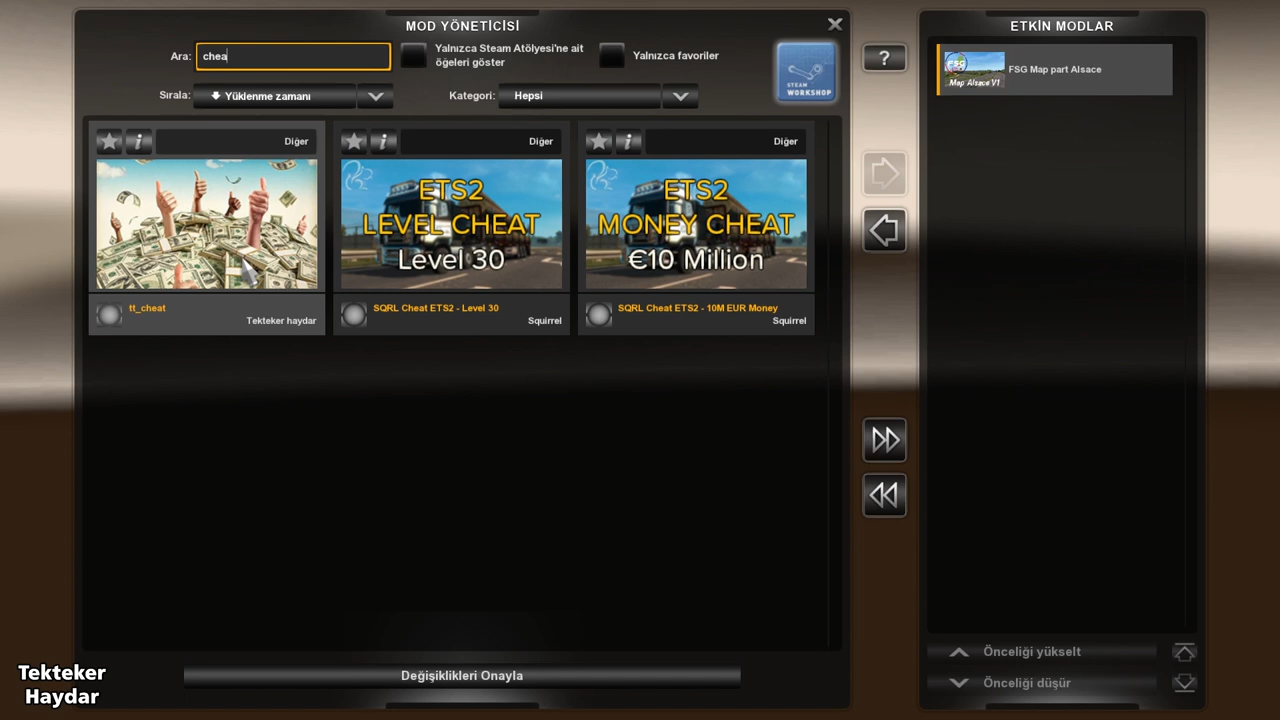 MOD YÖNETİCİSİ
Ara:
chea
Yalnızca Steam Atölyesi'ne ait
öğeleri göster
Yalnızca favoriler
STEAM
WORKSHOP
Sırala:
Yüklenme zamanı
Kategori:
Hepsi
Diğer
tt_cheat
Tekteker haydar
Diğer
ETS2
LEVEL CHEAT
Level 30
SQRL Cheat ETS2 - Level 30
Squirrel
Diğer
ETS2
MONEY CHEAT
€10 Million
SQRL Cheat ETS2 - 10M EUR Money
Squirrel
Değişiklikleri Onayla
?
ETKİN MODLAR
FSG
Map Alsace V1
FSG Map part Alsace
Önceliği yükselt
Önceliği düşür
Tekteker
Haydar